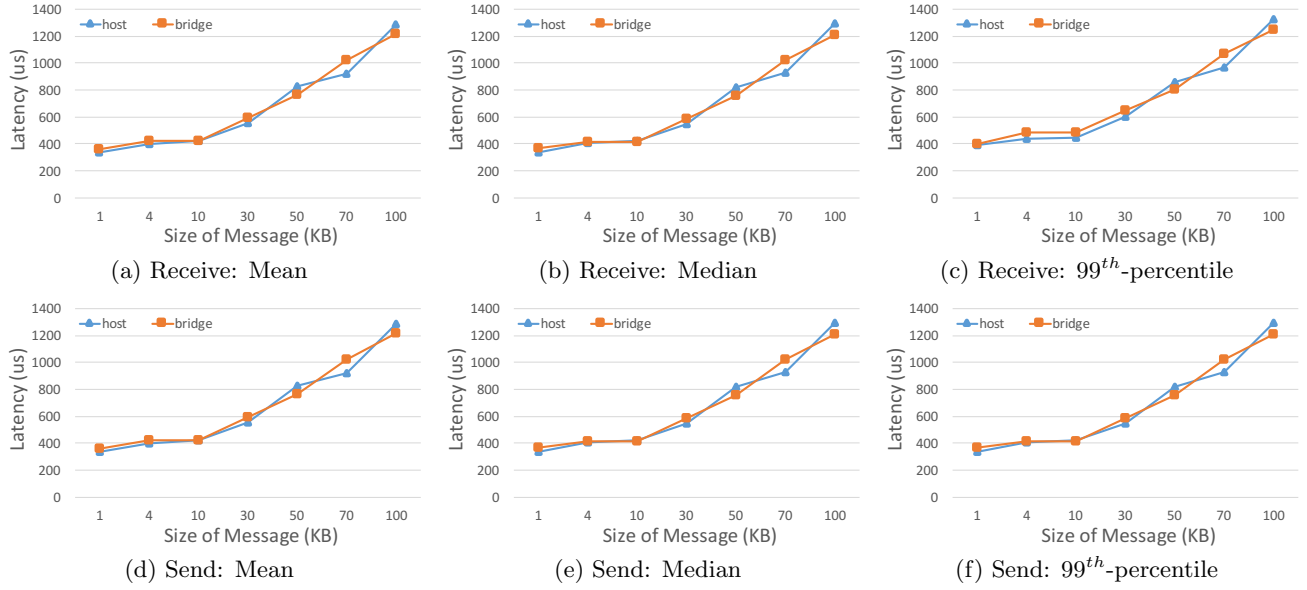 1400
1200
1000
800
600
400
200
0
Latency (us)
host bridge
1 4 10 30 50 70 100
Size of Message (KB)
(a) Receive: Mean
1400
1200
1000
800
600
400
200
0
Latency (us)
host bridge
1 4 10 30 50 70 100
Size of Message (KB)
(b) Receive: Median
1400
1200
1000
800
600
400
200
0
Latency (us)
host bridge
1 4 10 30 50 70 100
Size of Message (KB)
(c) Receive: 99th-percentile
1400
1200
1000
800
600
400
200
0
Latency (us)
host bridge
1 4 10 30 50 70 100
Size of Message (KB)
(d) Send: Mean
1400
1200
1000
800
600
400
200
0
Latency (us)
host bridge
1 4 10 30 50 70 100
Size of Message (KB)
(e) Send: Median
1400
1200
1000
800
600
400
200
0
Latency (us)
host bridge
1 4 10 30 50 70 100
Size of Message (KB)
(f) Send: 99th-percentile